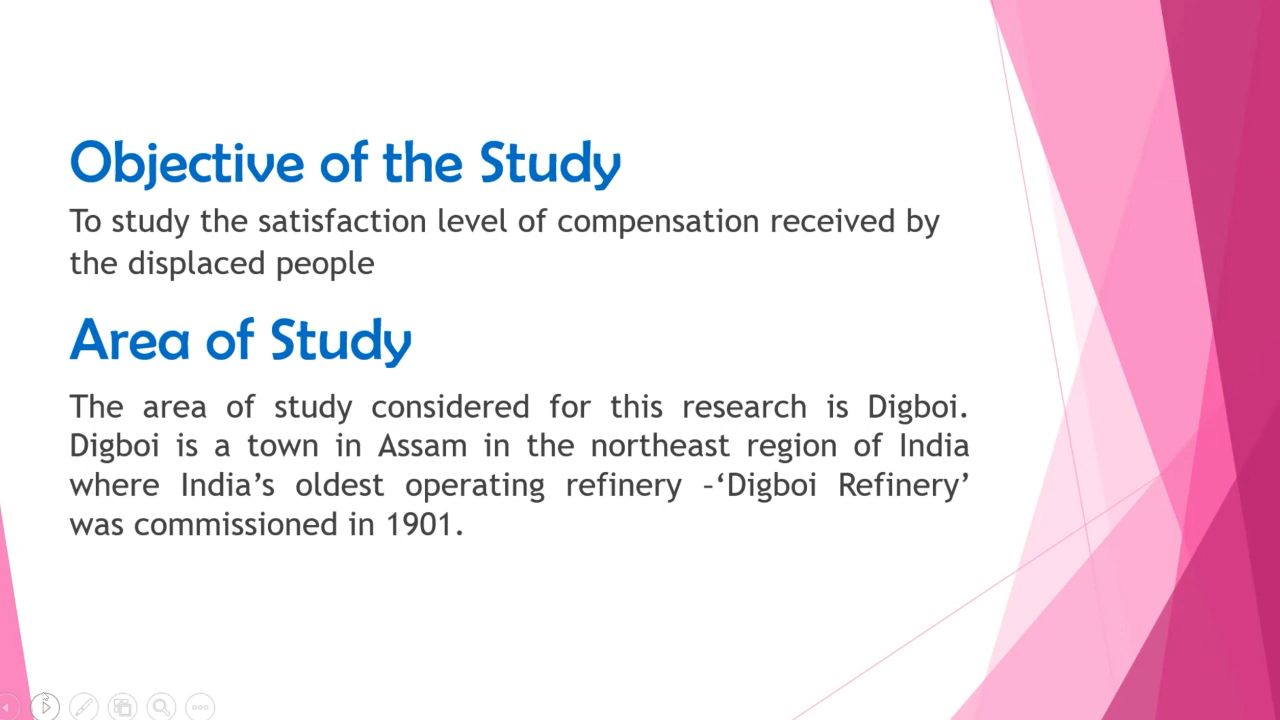 Objective of the Study
To study the satisfaction level of compensation received by
the displaced people
Area of Study
The area of study considered for this research is Digboi.
Digboi is a town in Assam in the northeast region of India
where India’s oldest operating refinery –‘Digboi Refinery’
was commissioned in 1901.